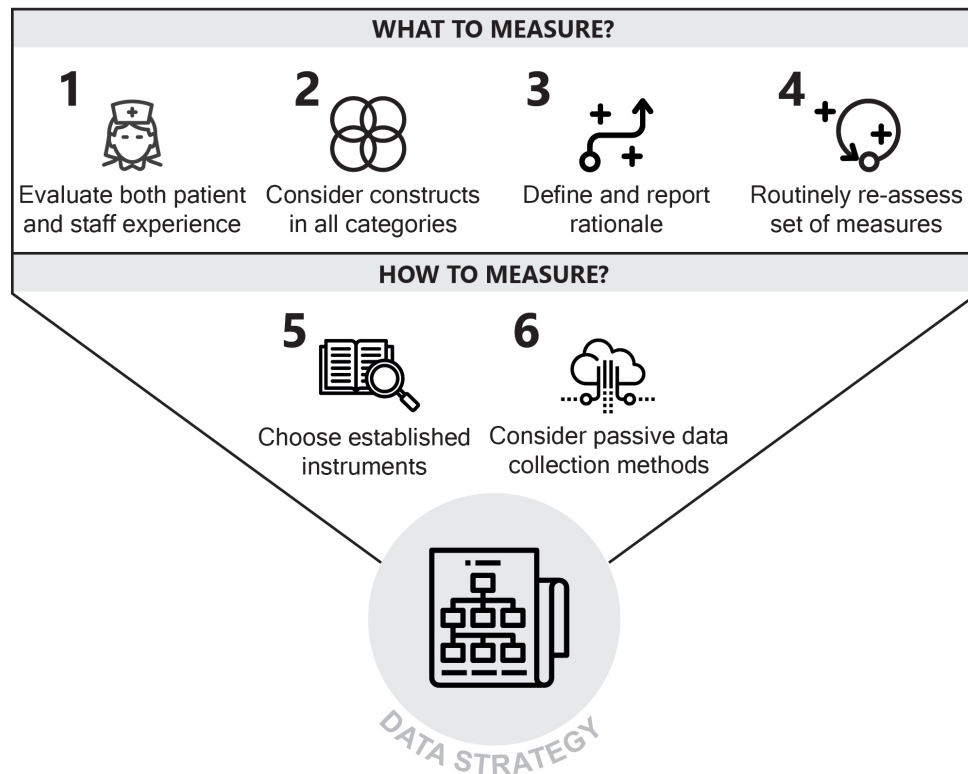 WHAT TO MEASURE?
1
Evaluate both patient
and staff experience
2
Consider constructs
in all categories
3
Define and report
rationale
4
Routinely re-assess
set of measures
HOW TO MEASURE?
5
Choose established
instruments
6
Consider passive data
collection methods
DATA STRATEGY